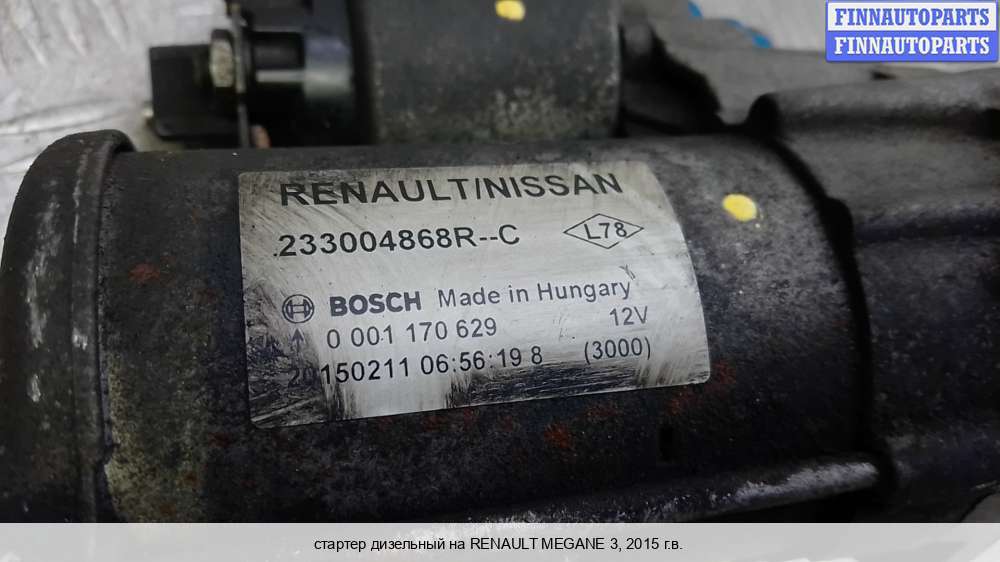 FINNAUTOPARTS
FINNAUTOPARTS
RENAULT/NISSAN
233004868R--C
L78
BOSCH Made in Hungary
0 001 170 629
12V
20150211 06:56:19 8
(3000)
стартер дизельный на RENAULT MEGANE 3, 2015 г.в.